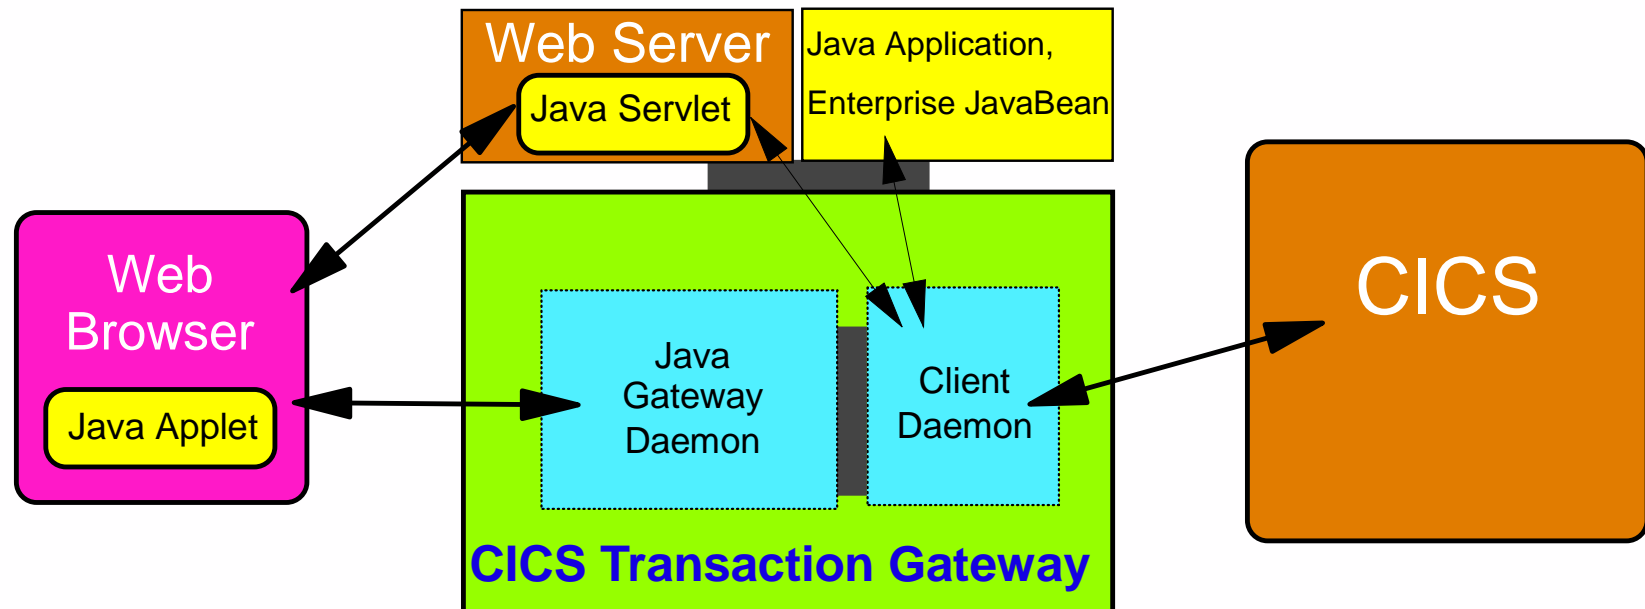 Web Server
Java Servlet
Java Application,
Enterprise JavaBean
Web
Browser
Java Applet
Java
Gateway
Daemon
Client
Daemon
CICS Transaction Gateway
CICS